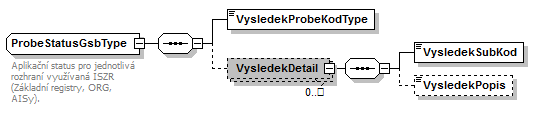 ProbeStatusGsbType
Aplikační status pro jednotlivá
rozhraní využívaná ISZR
(Základní registry, ORG,
AISy).
VysledekProbeKodType
VysledekDetail
0..
VysledekSubKod
VysledekPopis